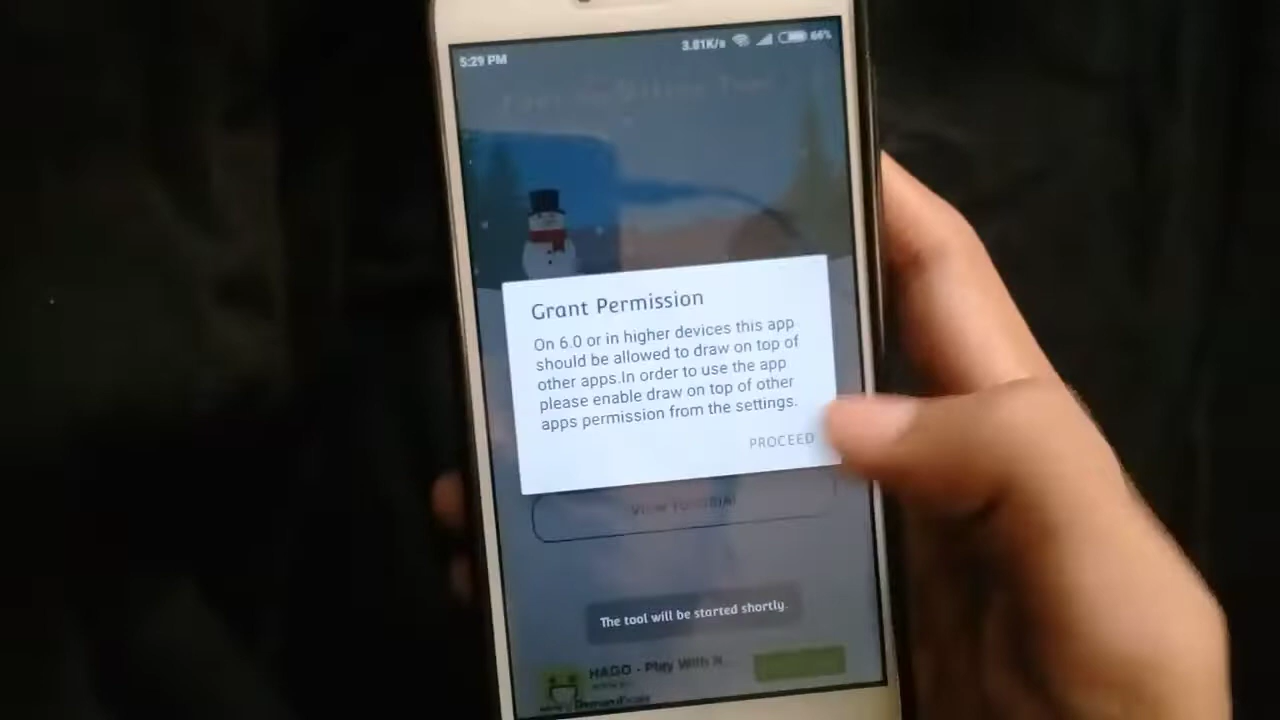 5:29 PM
3.81K/s
66%
Grant Permission
On 6.0 or in higher devices this app
should be allowed to draw on top of
other apps.In order to use the app
please enable draw on top of other
apps permission from the settings.
PROCEED
VIEW TUTORIAL
The tool will be started shortly.
HAGO - Play With